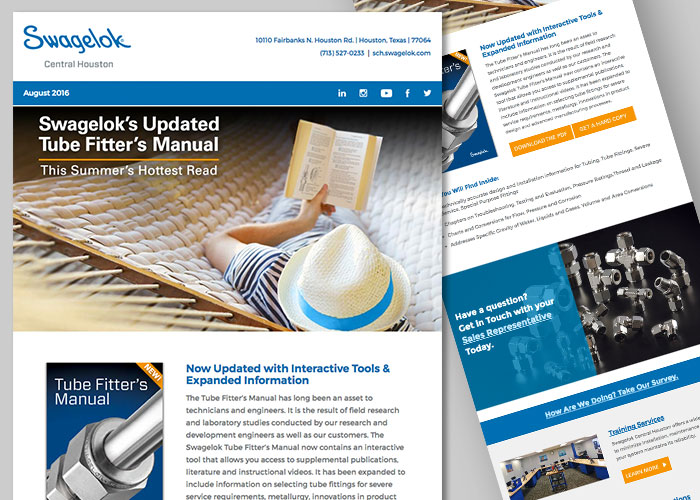 Swagelok
Central Houston
10110 Fairbanks N. Houston Rd. | Houston, Texas | 77064
(713) 527-0233 | sch.swagelok.com
August 2016
Swagelok's Updated
Tube Fitter's Manual
This Summer's Hottest Read
NEW!
Tube Fitter's
Manual
Now Updated with Interactive Tools &
Expanded Information
The Tube Fitter's Manual has long been an asset to
technicians and engineers. It is the result of field research
and laboratory studies conducted by our research and
development engineers as well as our customers. The
Swagelok Tube Fitter's Manual now contains an interactive
tool that allows you to access to supplemental publications,
literature and instructional videos. It has been expanded to
include information on selecting tube fittings for severe
service requirements, metallurgy, innovations in product
Now Updated with Interactive Tools &
Expanded Information
The Tube Fitter's Manual has long been an asset to
technicians and engineers. It is the result of field research
and laboratory studies conducted by our research and
development engineers as well as our customers. The
Swagelok Tube Fitter's Manual now contains an interactive
tool that allows you to access to supplemental publications,
literature and instructional videos. It has been expanded to
include information on selecting tube fittings for severe
service requirements, metallurgy, innovations in product
design and advanced manufacturing processes.
DOWNLOAD THE PDF
GET A HARD COPY
Fitter's
Swagelok
You Will Find Inside:
Technically accurate design and installation information for Tubing, Tube Fittings, Severe
Service, Special Purpose Fittings
Chapters on Troubleshooting, Testing and Evaluation, Pressure Ratings, Thread and Leakage
Charts and Conversions for Flow, Pressure and Corrosion
Addresses Specific Gravity of Water, Liquids and Gases, Volume and Area Conversions
Have a question?
Get In Touch with your
Sales Representative
Today.
How Are We Doing? Take Our Survey.
Training Services
Swagelok Central Houston offers a
to minimize installation, maintenance
your system maintains its reliability.
LEARN MORE